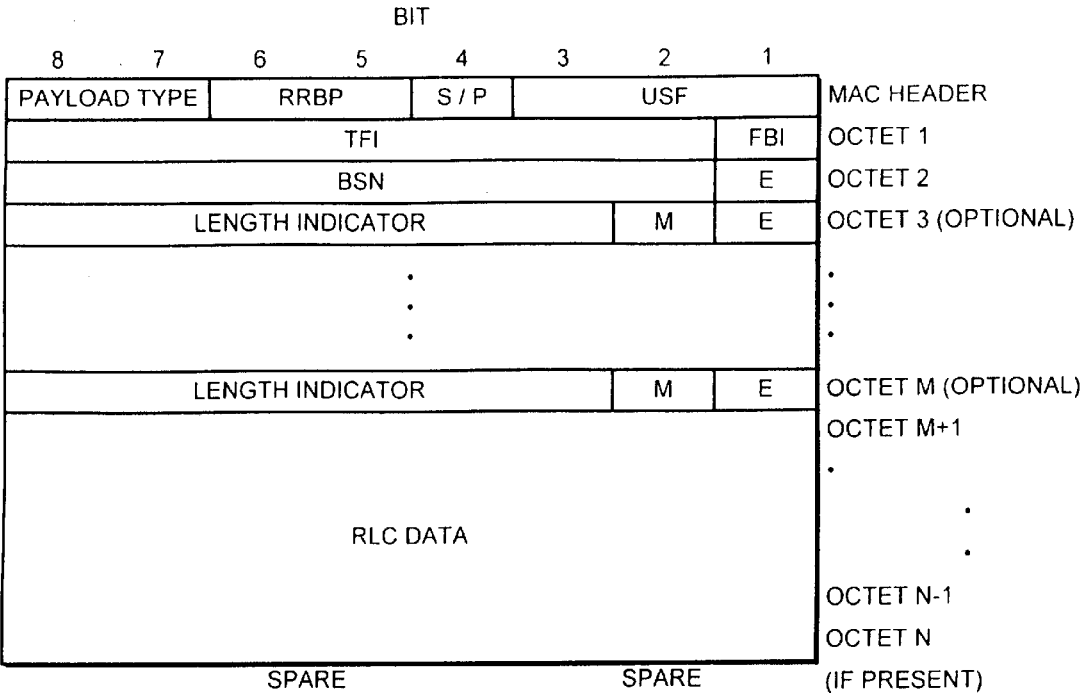 BIT
8 7 6 5 4 3 2 1
PAYLOAD TYPE RRBP S / P USF MAC HEADER
TFI FBI OCTET 1
BSN E OCTET 2
LENGTH INDICATOR M E OCTET 3 (OPTIONAL)
LENGTH INDICATOR M E OCTET M (OPTIONAL)
OCTET M+1
RLC DATA
OCTET N-1
OCTET N
SPARE SPARE (IF PRESENT)